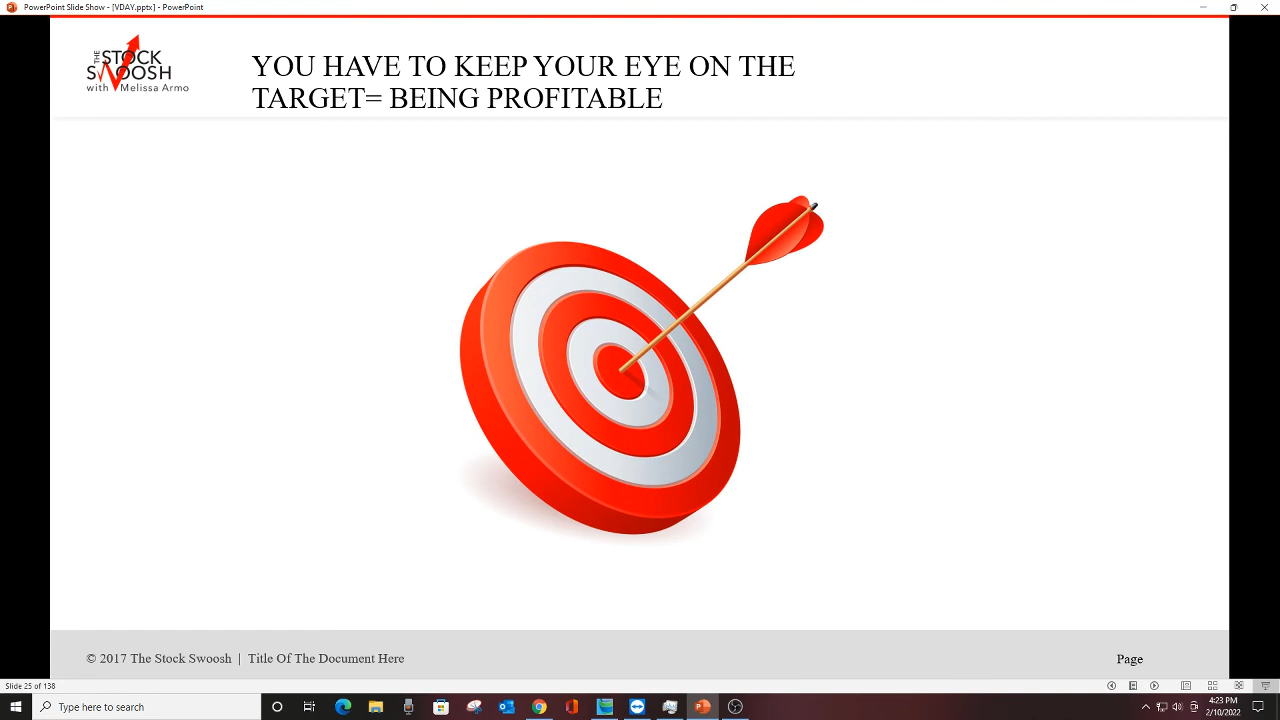 PowerPoint Slide Show - [VDAY.pptx] - PowerPoint
THE
STOCK
SWOOSH
with Melissa Armo
YOU HAVE TO KEEP YOUR EYE ON THE
TARGET= BEING PROFITABLE
© 2017 The Stock Swoosh | Title Of The Document Here
Page
Slide 25 of 138
Type here to search
4:23 PM
2/10/2022